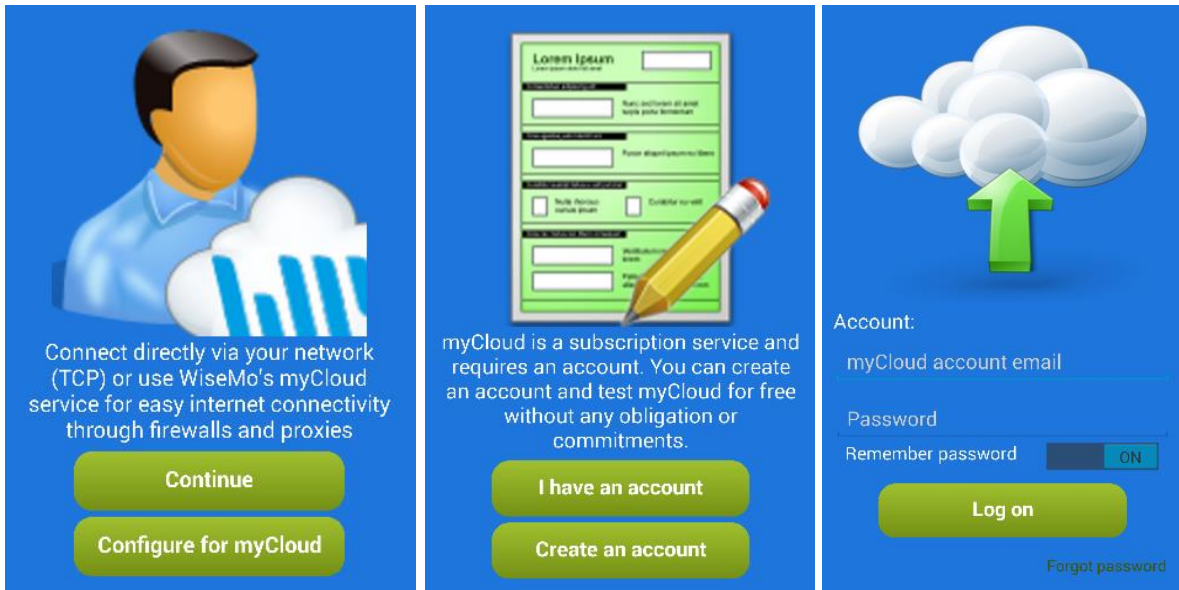 Connect directly via your network
(TCP) or use WiseMo's myCloud
service for easy internet connectivity
through firewalls and proxies
Continue
Configure for myCloud
Lorem Ipsum
myCloud is a subscription service and
requires an account. You can create
an account and test myCloud for free
without any obligation or
commitments.
I have an account
Create an account
Account:
myCloud account email
Password
Remember password ON
Log on
Forgot password